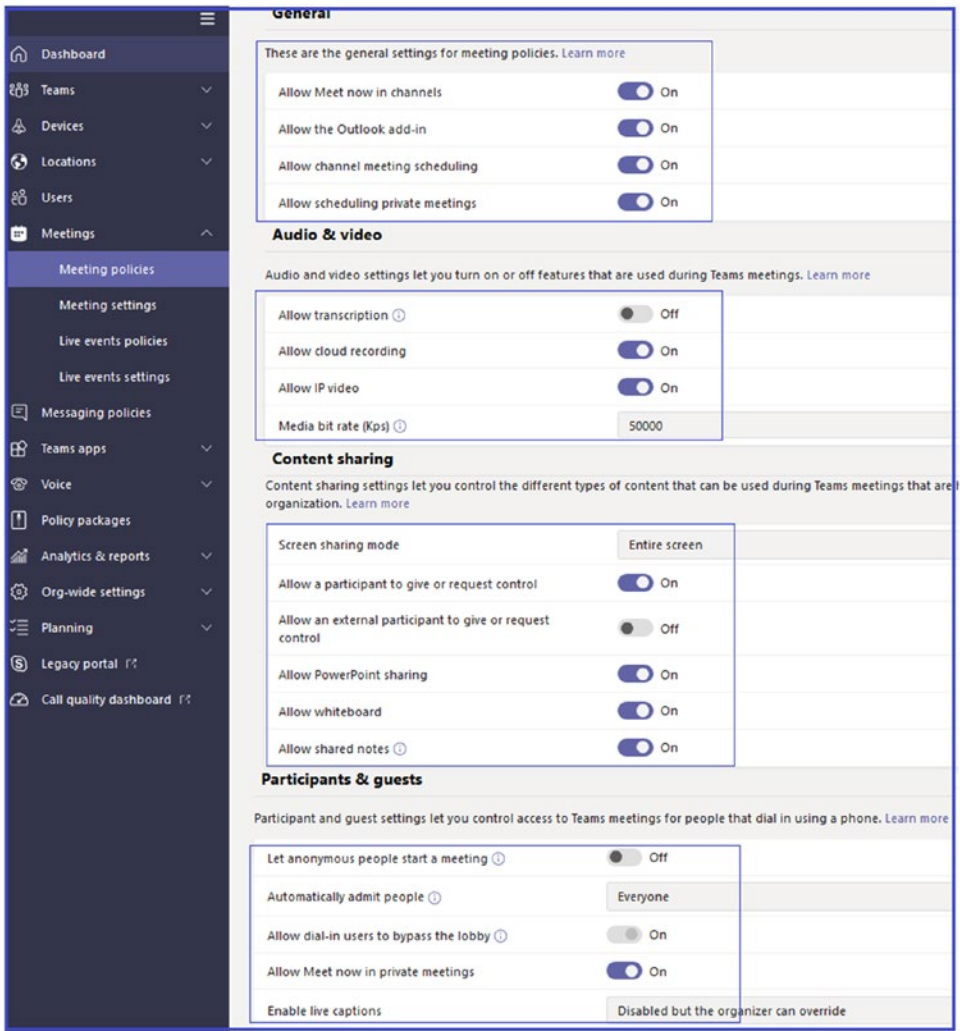 General
Dashboard
Teams
Devices
Locations
Users
Meetings
Meeting policies
Meeting settings
Live events policies
Live events settings
Messaging policies
Teams apps
Voice
Policy packages
Analytics & reports
Org-wide settings
Planning
Legacy portal
Call quality dashboard
These are the general settings for meeting policies. Learn more
Allow Meet now in channels On
Allow the Outlook add-in On
Allow channel meeting scheduling On
Allow scheduling private meetings On
Audio & video
Audio and video settings let you turn on or off features that are used during Teams meetings. Learn more
Allow transcription Off
Allow cloud recording On
Allow IP video On
Media bit rate (Kps) 50000
Content sharing
Content sharing settings let you control the different types of content that can be used during Teams meetings that are
organization. Learn more
Screen sharing mode Entire screen
Allow a participant to give or request control On
Allow an external participant to give or request
control Off
Allow PowerPoint sharing On
Allow whiteboard On
Allow shared notes On
Participants & guests
Participant and guest settings let you control access to Teams meetings for people that dial in using a phone. Learn more
Let anonymous people start a meeting Off
Automatically admit people Everyone
Allow dial-in users to bypass the lobby On
Allow Meet now in private meetings On
Enable live captions Disabled but the organizer can override